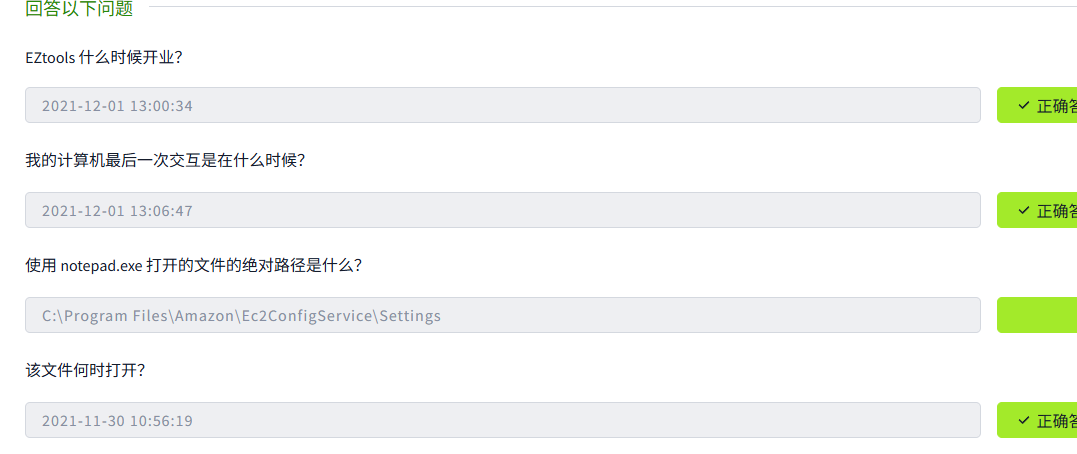 回答以下问题
EZtools 什么时候开业？
2021-12-01 13:00:34
正确答
我的计算机最后一次交互是在什么时候？
2021-12-01 13:06:47
正确答
使用 notepad.exe 打开的文件的绝对路径是什么？
C:\Program Files\Amazon\Ec2ConfigService\Settings
该文件何时打开？
2021-11-30 10:56:19
正确答